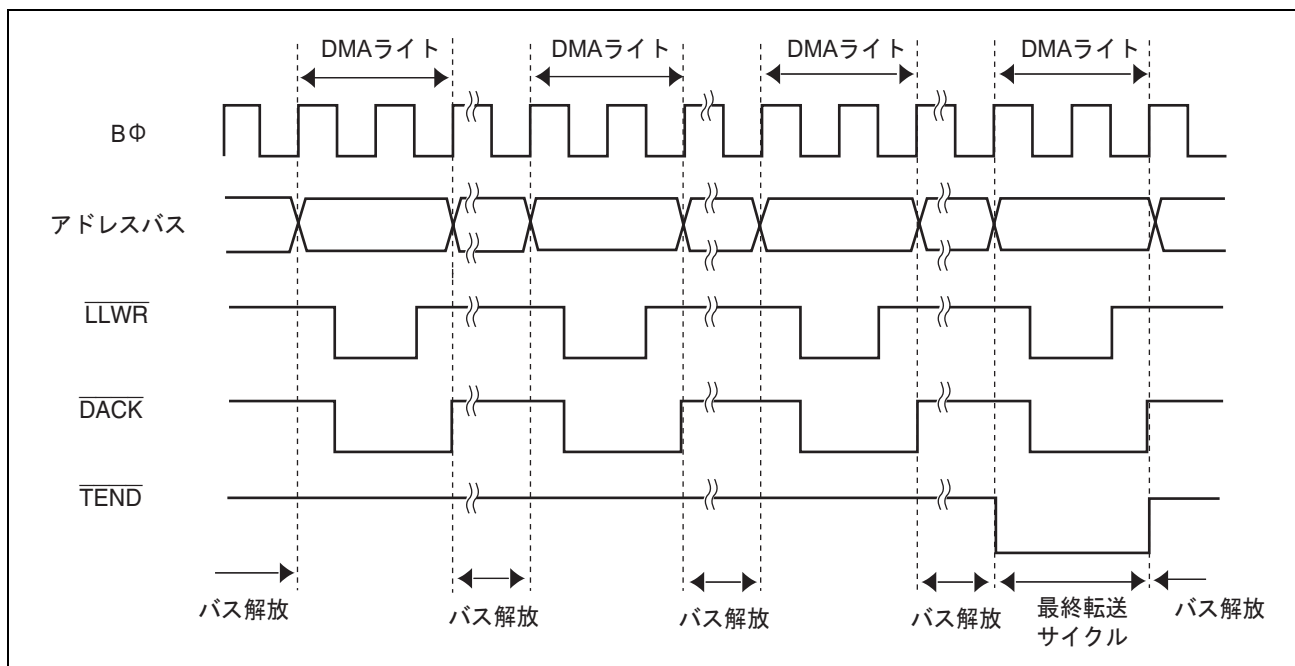 DMAライト DMAライト DMAライト DMAライト
BΦ
アドレスバス
LLWR
DACK
TEND
バス解放 バス解放 バス解放 バス解放 最終転送 バス解放
サイクル